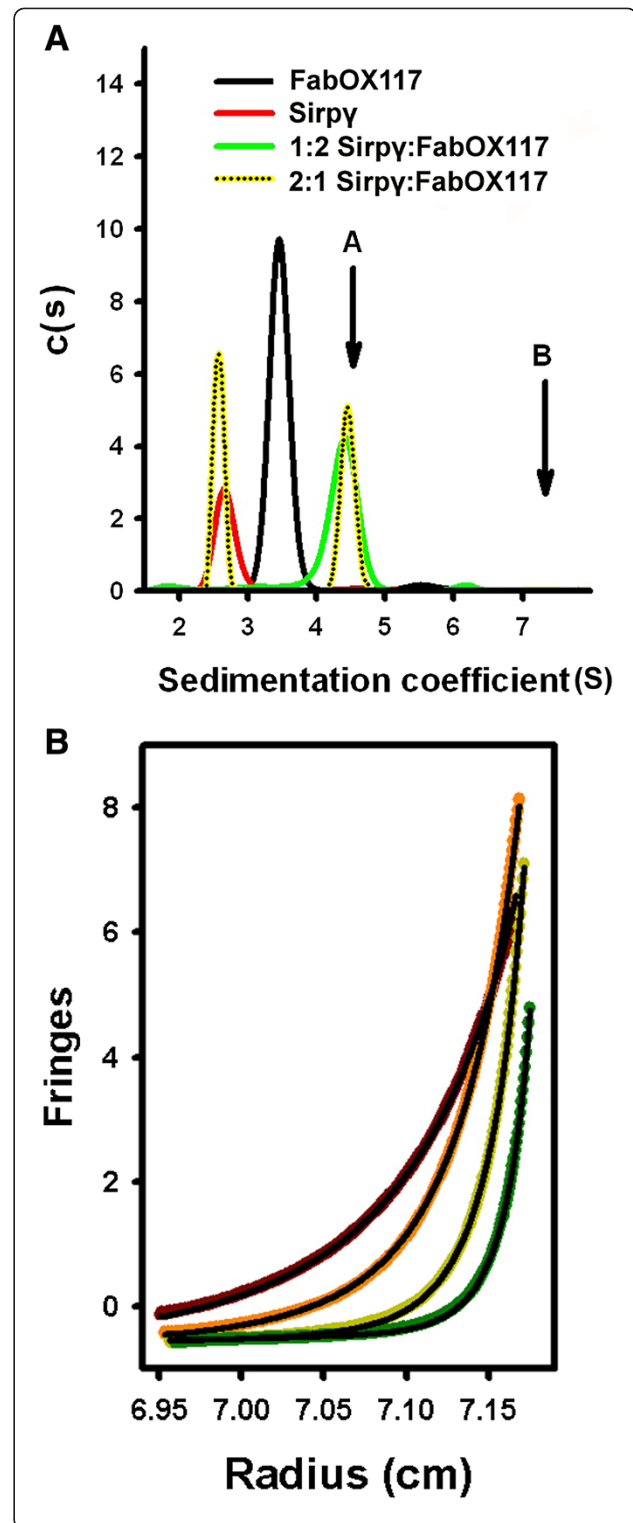 A
14
12
10
8
6
4
2
0
c(s)
FabOX117
Sirpγ
1:2 Sirpγ:FabOX117
2:1 Sirpγ:FabOX117
A
B
2 3 4 5 6 7
Sedimentation coefficient(S)
B
8
6
4
2
0
Fringes
6.95 7.00 7.05 7.10 7.15
Radius (cm)